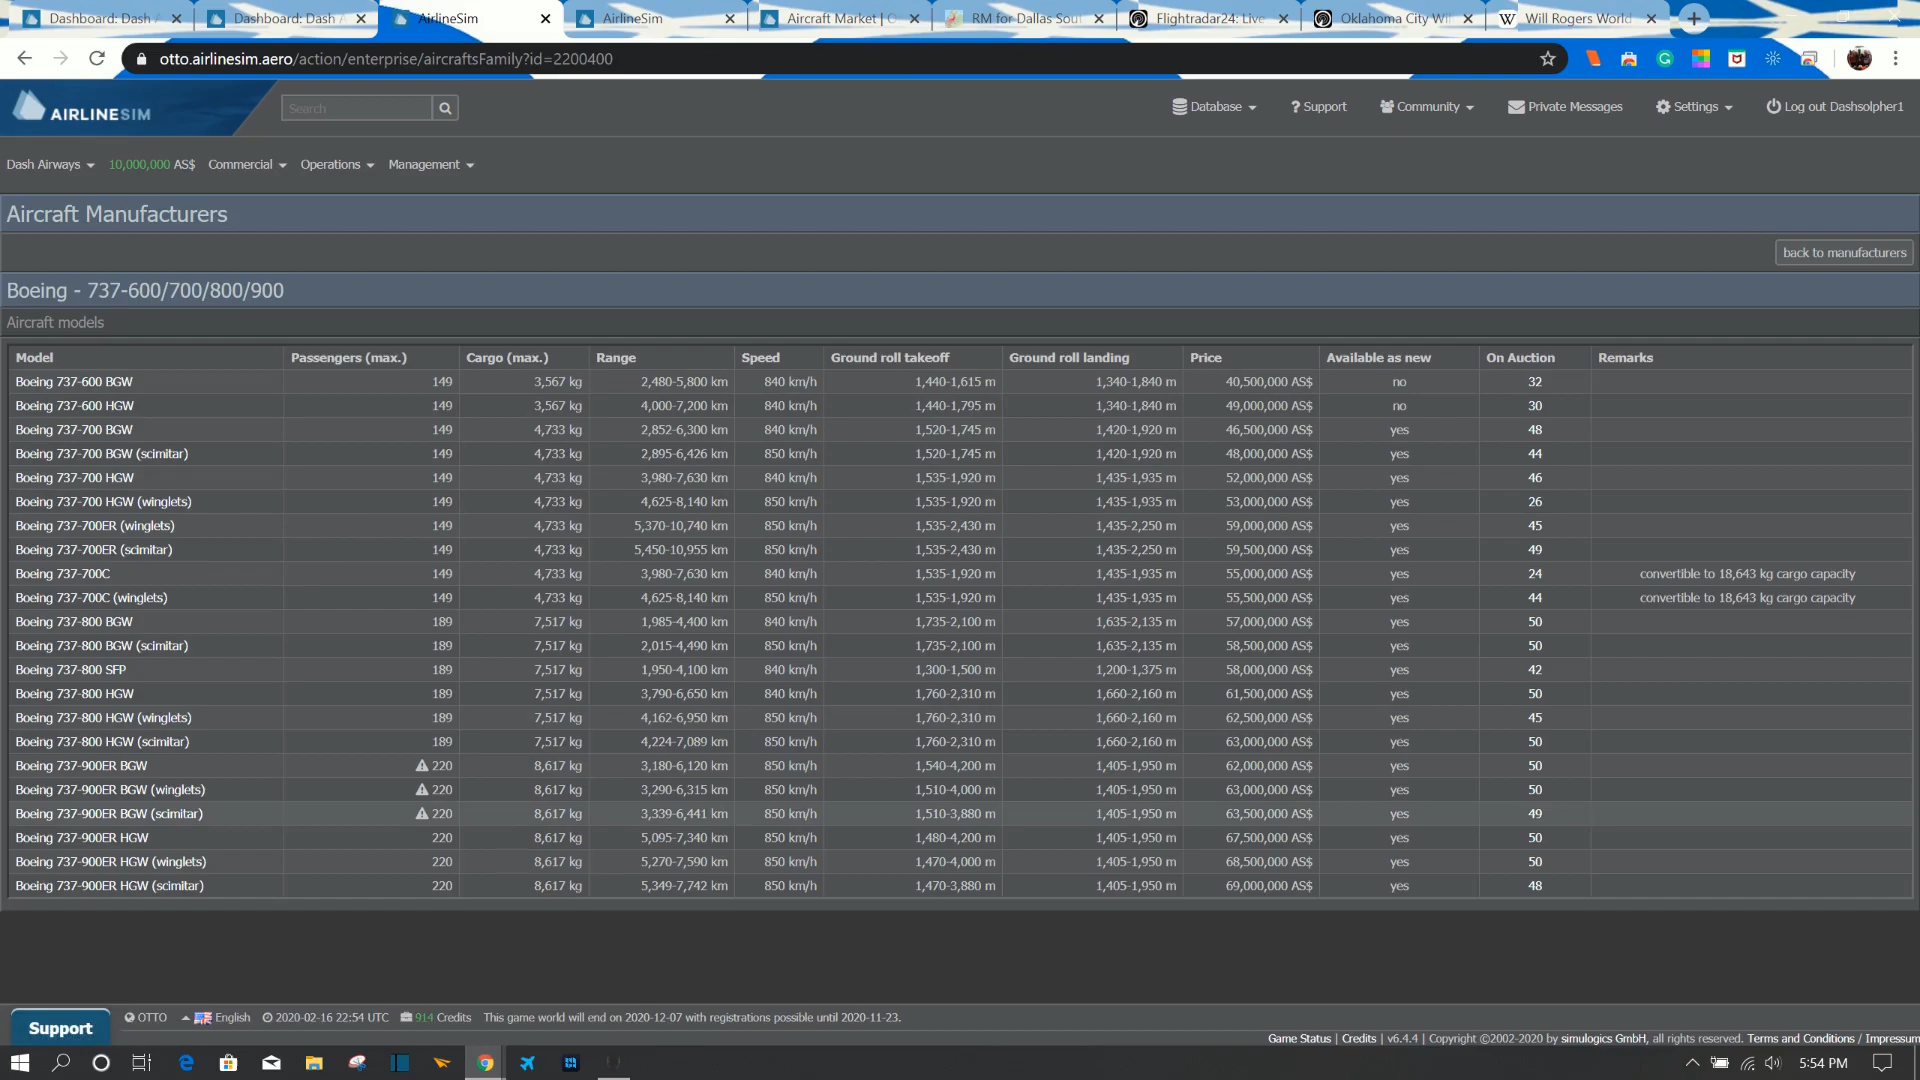 Dashboard: Dash A
Dashboard: Dash A
AirlineSim
AirlineSim
Aircraft Market | O
RM for Dallas Sout
Flightradar24: Live
Oklahoma City Wil
Will Rogers World
otto.airlinesim.aero/action/enterprise/aircraftsFamily?id=2200400
AIRLINESIM
Search
Database
? Support
Community
Private Messages
Settings
Log out Dashsolpher1
Dash Airways
10,000,000 AS$
Commercial
Operations
Management
Aircraft Manufacturers
back to manufacturers
Boeing - 737-600/700/800/900
Aircraft models
Model Passengers (max.) Cargo (max.) Range Speed Ground roll takeoff Ground roll landing Price Available as new On Auction Remarks
Boeing 737-600 BGW 149 3,567 kg 2,480-5,800 km 840 km/h 1,440-1,615 m 1,340-1,840 m 40,500,000 AS$ no 32
Boeing 737-600 HGW 149 3,567 kg 4,000-7,200 km 840 km/h 1,440-1,795 m 1,340-1,840 m 49,000,000 AS$ no 30
Boeing 737-700 BGW 149 4,733 kg 2,852-6,300 km 840 km/h 1,520-1,745 m 1,420-1,920 m 46,500,000 AS$ yes 48
Boeing 737-700 BGW (scimitar) 149 4,733 kg 2,895-6,426 km 850 km/h 1,520-1,745 m 1,420-1,920 m 48,000,000 AS$ yes 44
Boeing 737-700 HGW 149 4,733 kg 3,980-7,630 km 840 km/h 1,535-1,920 m 1,435-1,935 m 52,000,000 AS$ yes 46
Boeing 737-700 HGW (winglets) 149 4,733 kg 4,625-8,140 km 850 km/h 1,535-1,920 m 1,435-1,935 m 53,000,000 AS$ yes 26
Boeing 737-700ER (winglets) 149 4,733 kg 5,370-10,740 km 850 km/h 1,535-2,430 m 1,435-2,250 m 59,000,000 AS$ yes 45
Boeing 737-700ER (scimitar) 149 4,733 kg 5,450-10,955 km 850 km/h 1,535-2,430 m 1,435-2,250 m 59,500,000 AS$ yes 49
Boeing 737-700C 149 4,733 kg 3,980-7,630 km 840 km/h 1,535-1,920 m 1,435-1,935 m 55,000,000 AS$ yes 24 convertible to 18,643 kg cargo capacity
Boeing 737-700C (winglets) 149 4,733 kg 4,625-8,140 km 850 km/h 1,535-1,920 m 1,435-1,935 m 55,500,000 AS$ yes 44 convertible to 18,643 kg cargo capacity
Boeing 737-800 BGW 189 7,517 kg 1,985-4,400 km 840 km/h 1,735-2,100 m 1,635-2,135 m 57,000,000 AS$ yes 50
Boeing 737-800 BGW (scimitar) 189 7,517 kg 2,015-4,490 km 850 km/h 1,735-2,100 m 1,635-2,135 m 58,500,000 AS$ yes 50
Boeing 737-800 SFP 189 7,517 kg 1,950-4,100 km 840 km/h 1,300-1,500 m 1,200-1,375 m 58,000,000 AS$ yes 42
Boeing 737-800 HGW 189 7,517 kg 3,790-6,650 km 840 km/h 1,760-2,310 m 1,660-2,160 m 61,500,000 AS$ yes 50
Boeing 737-800 HGW (winglets) 189 7,517 kg 4,162-6,950 km 850 km/h 1,760-2,310 m 1,660-2,160 m 62,500,000 AS$ yes 45
Boeing 737-800 HGW (scimitar) 189 7,517 kg 4,224-7,089 km 850 km/h 1,760-2,310 m 1,660-2,160 m 63,000,000 AS$ yes 50
Boeing 737-900ER BGW 220 8,617 kg 3,180-6,120 km 850 km/h 1,540-4,200 m 1,405-1,950 m 62,000,000 AS$ yes 50
Boeing 737-900ER BGW (winglets) 220 8,617 kg 3,290-6,315 km 850 km/h 1,510-4,000 m 1,405-1,950 m 63,000,000 AS$ yes 50
Boeing 737-900ER BGW (scimitar) 220 8,617 kg 3,339-6,441 km 850 km/h 1,510-3,880 m 1,405-1,950 m 63,500,000 AS$ yes 49
Boeing 737-900ER HGW 220 8,617 kg 5,095-7,340 km 850 km/h 1,480-4,200 m 1,405-1,950 m 67,500,000 AS$ yes 50
Boeing 737-900ER HGW (winglets) 220 8,617 kg 5,270-7,590 km 850 km/h 1,470-4,000 m 1,405-1,950 m 68,500,000 AS$ yes 50
Boeing 737-900ER HGW (scimitar) 220 8,617 kg 5,349-7,742 km 850 km/h 1,470-3,880 m 1,405-1,950 m 69,000,000 AS$ yes 48
Support
OTTO
English
2020-02-16 22:54 UTC
914 Credits
This game world will end on 2020-12-07 with registrations possible until 2020-11-23.
Game Status | Credits | v6.4.4 | Copyright ©2002-2020 by simulogics GmbH, all rights reserved. Terms and Conditions / Impressum
5:54 PM